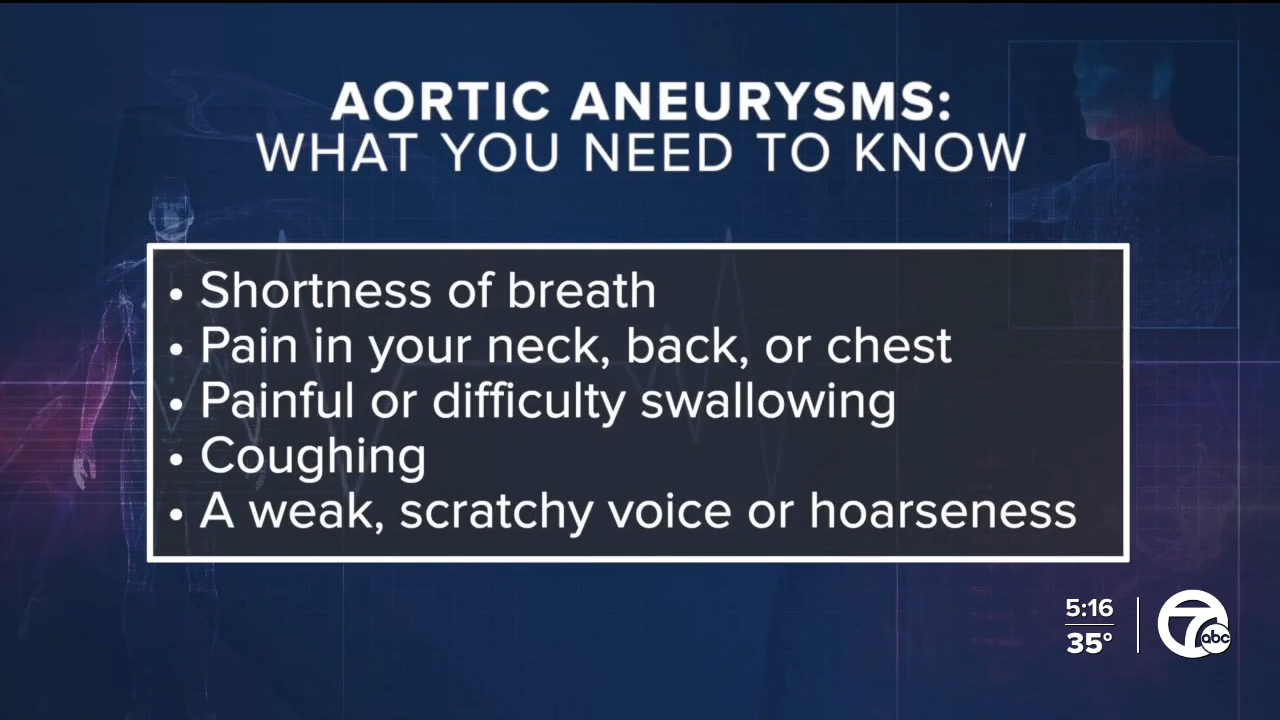 AORTIC ANEURYSMS:
WHAT YOU NEED TO KNOW
• Shortness of breath
• Pain in your neck, back, or chest
• Painful or difficulty swallowing
• Coughing
• A weak, scratchy voice or hoarseness
5:16
35°
7 abc